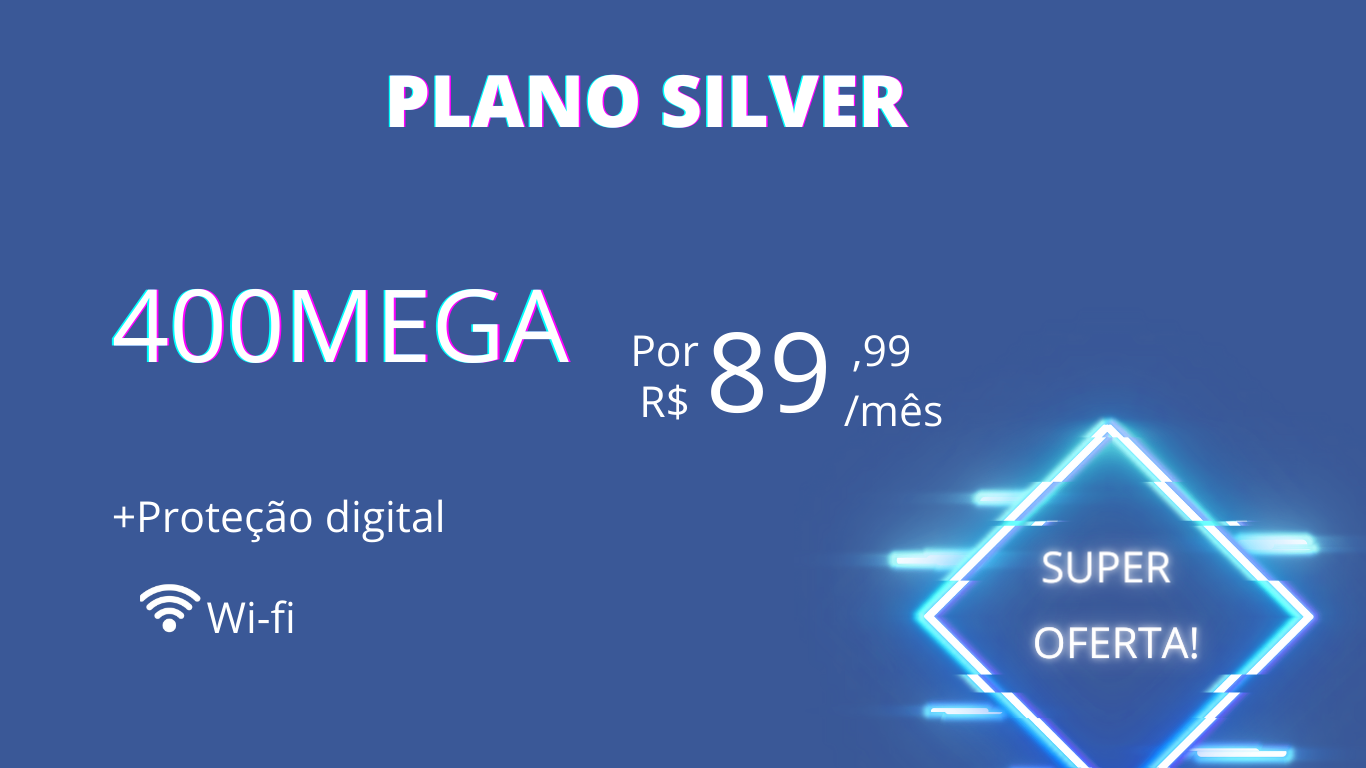 PLANO SILVER
400MEGA
Por
R$
89
,99
/mês
+Proteção digital
Wi-fi
SUPER
OFERTA!